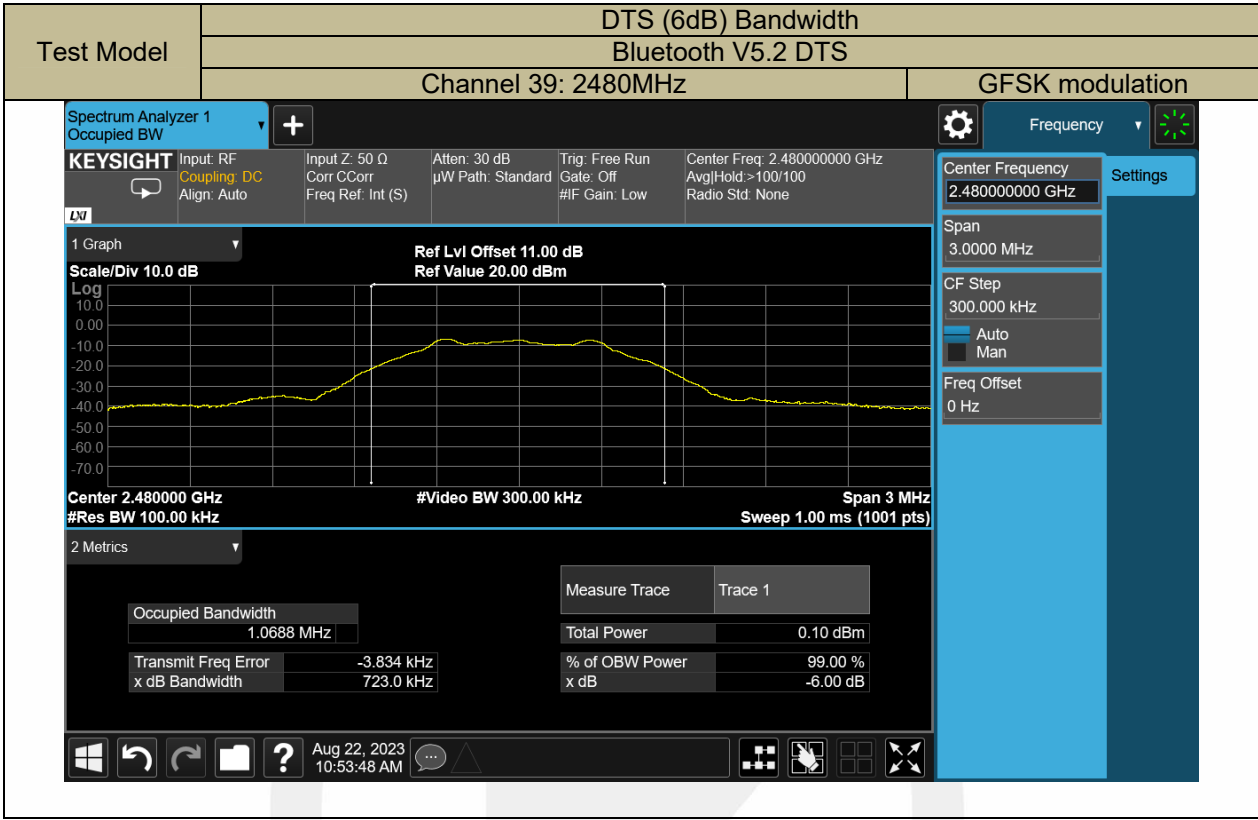 Test Model
DTS (6dB) Bandwidth
Bluetooth V5.2 DTS
Channel 39: 2480MHz
GFSK modulation
Spectrum Analyzer 1
Occupied BW
Frequency
KEYSIGHT
LXI
Input: RF
Coupling: DC
Align: Auto
Input Z: 50 Ω
Corr CCorr
Freq Ref: Int (S)
Atten: 30 dB
µW Path: Standard
Trig: Free Run
Gate: Off
#IF Gain: Low
Center Freq: 2.480000000 GHz
Avg|Hold:>100/100
Radio Std: None
Center Frequency
2.480000000 GHz
Settings
Span
3.0000 MHz
CF Step
300.000 kHz
Auto
Man
Freq Offset
0 Hz
1 Graph
Scale/Div 10.0 dB
Ref Lvl Offset 11.00 dB
Ref Value 20.00 dBm
Log
10.0
0.00
-10.0
-20.0
-30.0
-40.0
-50.0
-60.0
-70.0
Center 2.480000 GHz
#Res BW 100.00 kHz
#Video BW 300.00 kHz
Span 3 MHz
Sweep 1.00 ms (1001 pts)
2 Metrics
Measure Trace
Trace 1
Occupied Bandwidth
1.0688 MHz
Total Power
0.10 dBm
Transmit Freq Error
-3.834 kHz
% of OBW Power
99.00 %
x dB Bandwidth
723.0 kHz
x dB
-6.00 dB
?
Aug 22, 2023
10:53:48 AM